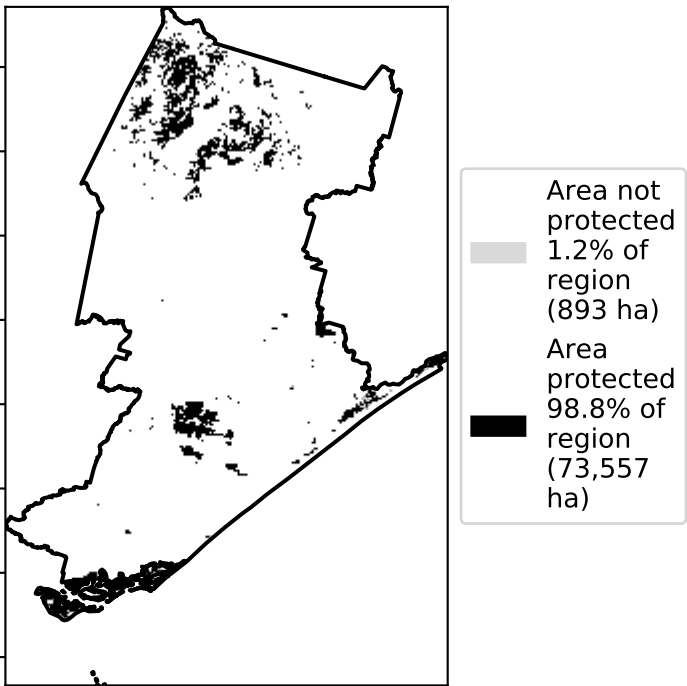 Area not
protected
1.2% of
region
(893 ha)
Area
protected
98.8% of
region
(73,557
ha)